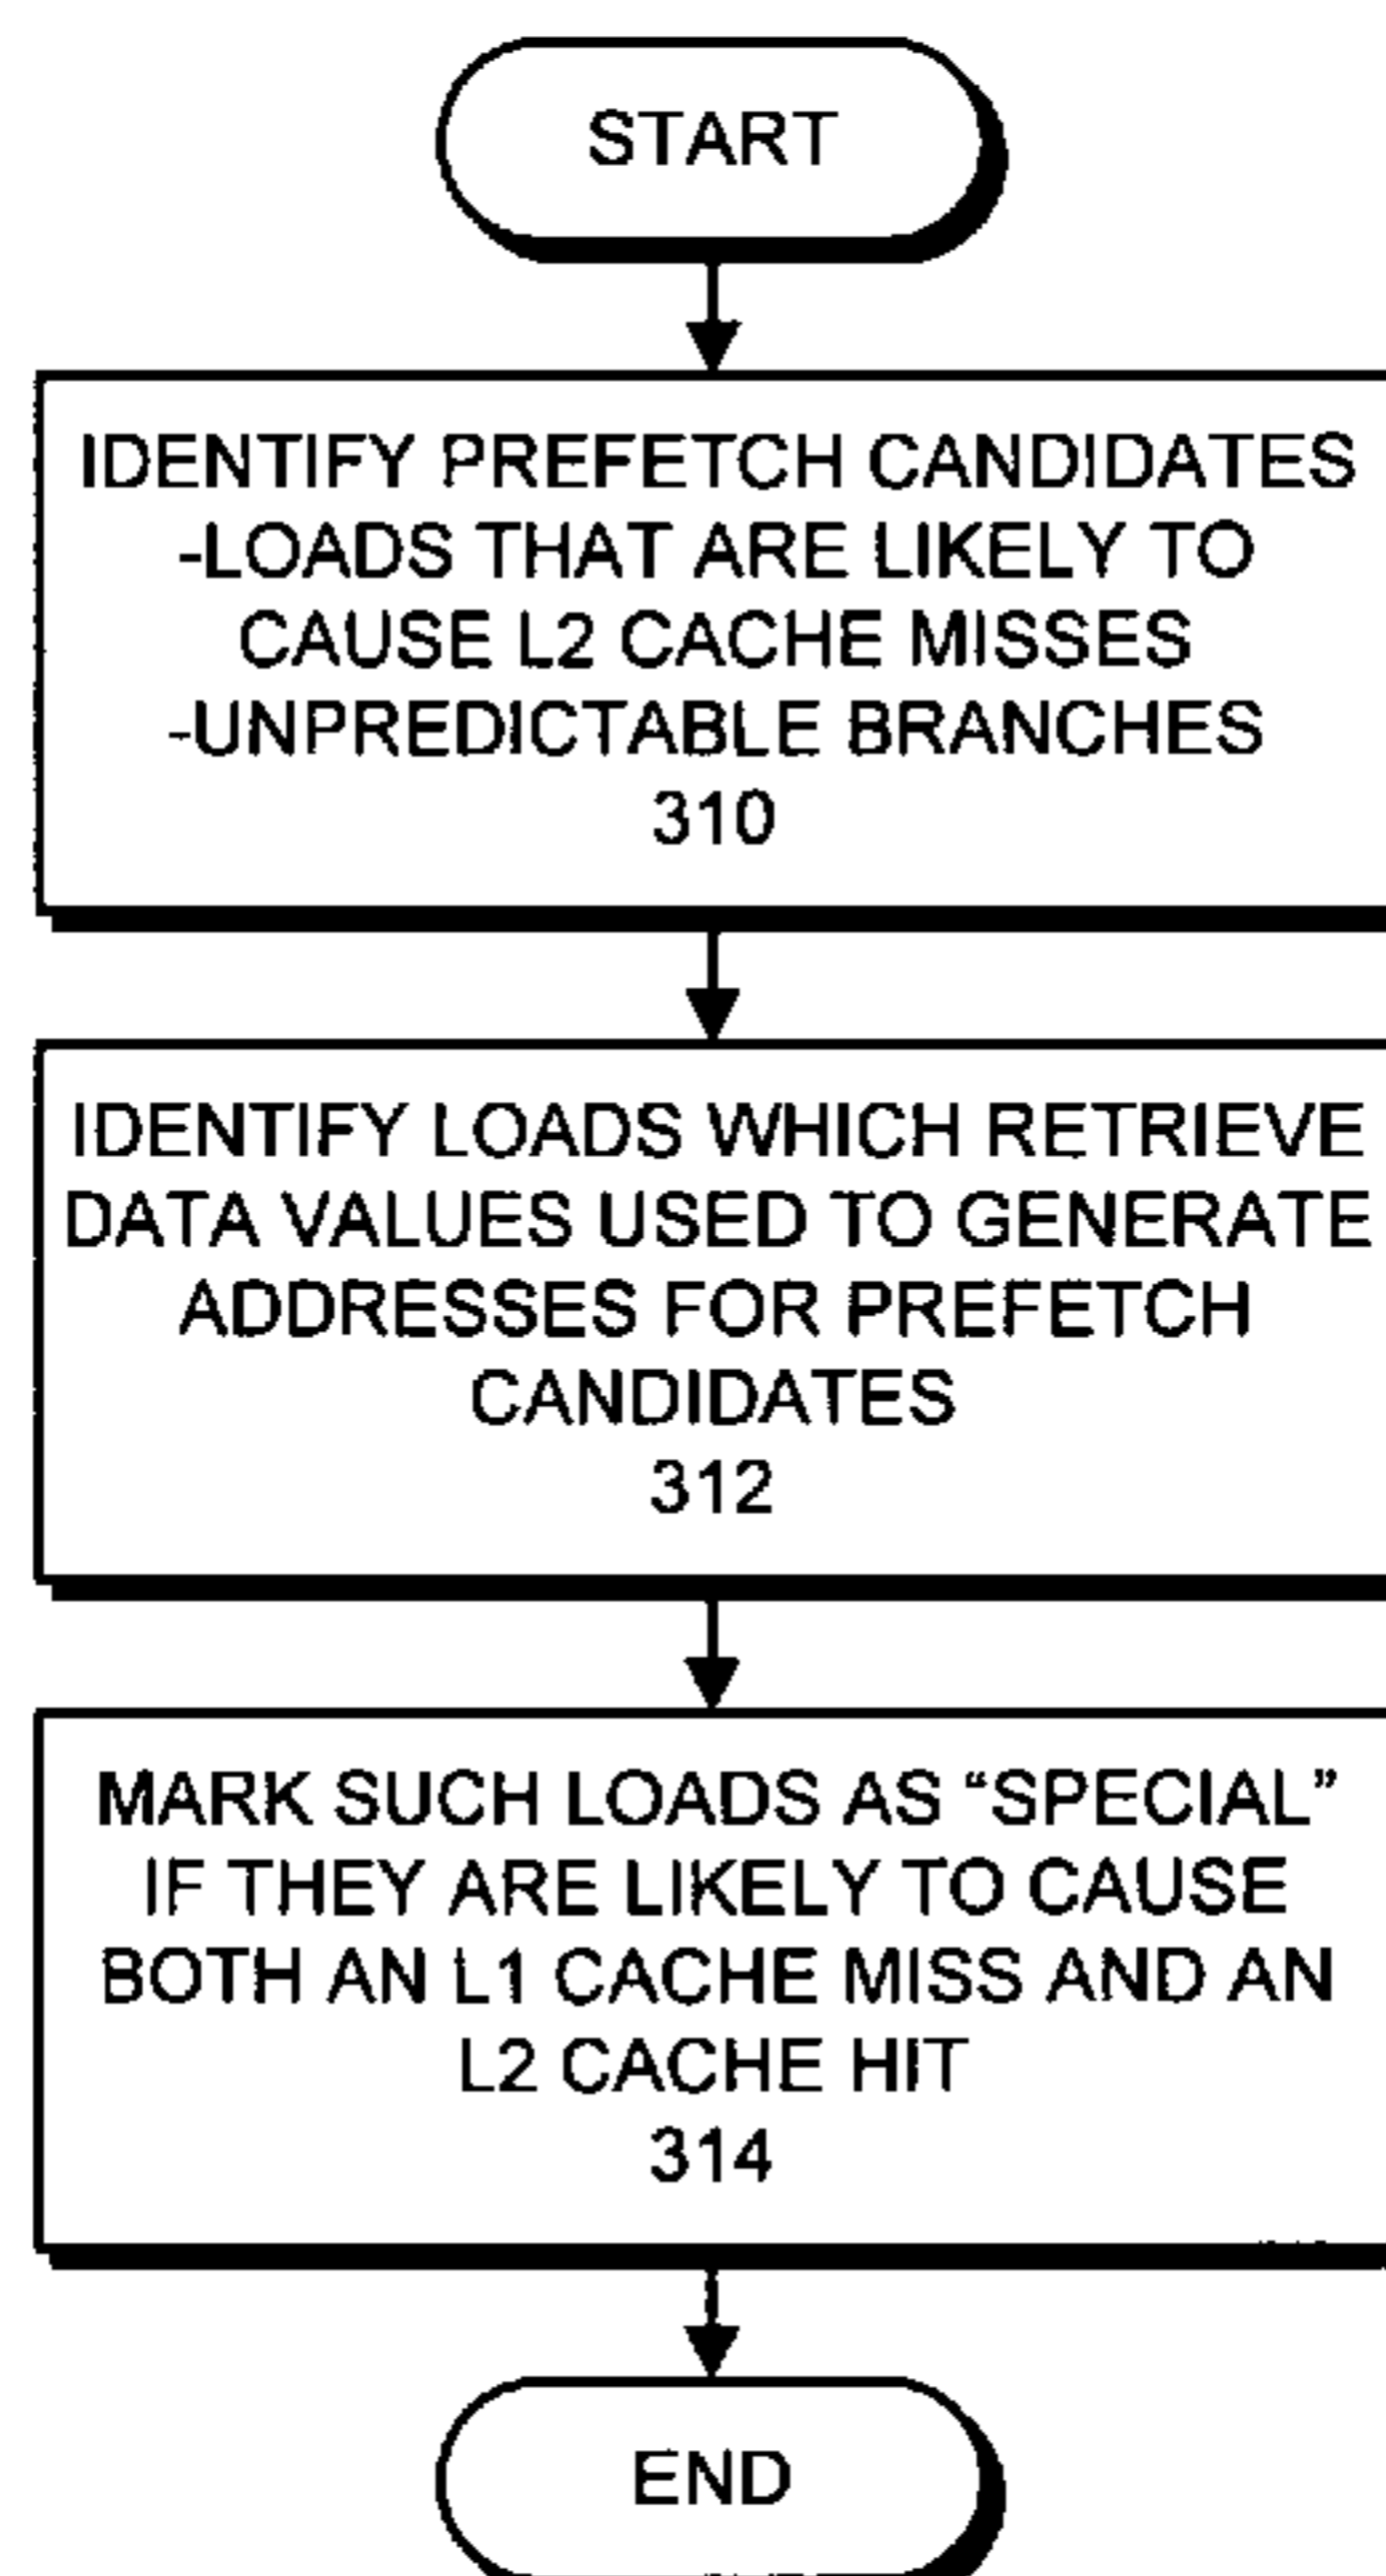 START
IDENTIFY PREFETCH CANDIDATES
-LOADS THAT ARE LIKELY TO
CAUSE L2 CACHE MISSES
-UNPREDICTABLE BRANCHES
310
IDENTIFY LOADS WHICH RETRIEVE
DATA VALUES USED TO GENERATE
ADDRESSES FOR PREFETCH
CANDIDATES
312
MARK SUCH LOADS AS “SPECIAL”
IF THEY ARE LIKELY TO CAUSE
BOTH AN L1 CACHE MISS AND AN
L2 CACHE HIT
314
END